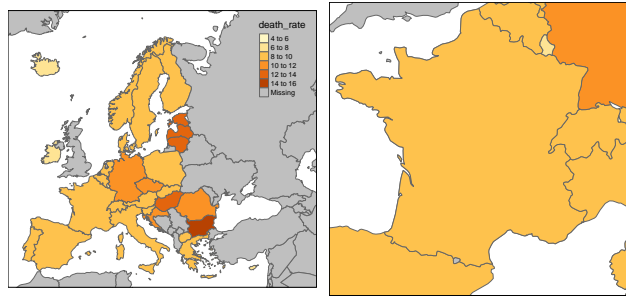 death_rate
4 to 6
6 to 8
8 to 10
10 to 12
12 to 14
14 to 16
Missing